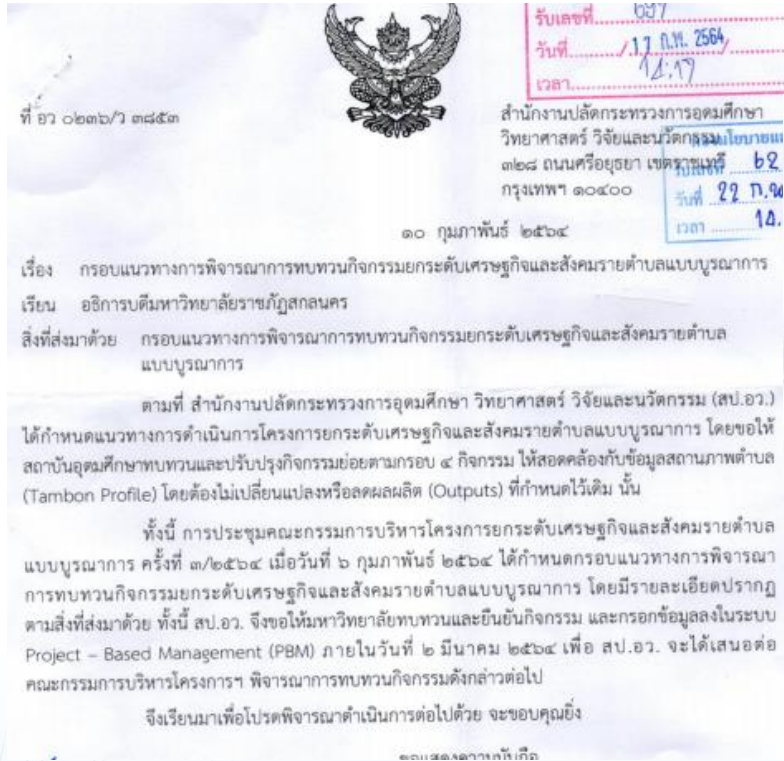 รับเลขที่ 697
วันที่ 17 ก.พ. 2564
เวลา 14:17
ที่ อว ๐๒๓๖/ว ๓๘๕๓
สำนักงานปลัดกระทรวงการอุดมศึกษา
วิทยาศาสตร์ วิจัยและนวัตกรรม
๓๒๘ ถนนศรีอยุธยา เขตราชเทวี
กรุงเทพฯ ๑๐๔๐๐
รับเลขที่ 62
วันที่ 22 ก.พ
เวลา 14.
๑๐ กุมภาพันธ์ ๒๕๖๔
เรื่อง กรอบแนวทางการพิจารณาการทบทวนกิจกรรมยกระดับเศรษฐกิจและสังคมรายตำบลแบบบูรณาการ
เรียน อธิการบดีมหาวิทยาลัยราชภัฏสกลนคร
สิ่งที่ส่งมาด้วย กรอบแนวทางการพิจารณาการทบทวนกิจกรรมยกระดับเศรษฐกิจและสังคมรายตำบล
แบบบูรณาการ
ตามที่ สำนักงานปลัดกระทรวงการอุดมศึกษา วิทยาศาสตร์ วิจัยและนวัตกรรม (สป.อว.)
ได้กำหนดแนวทางการดำเนินการโครงการยกระดับเศรษฐกิจและสังคมรายตำบลแบบบูรณาการ โดยขอให้
สถาบันอุดมศึกษาทบทวนและปรับปรุงกิจกรรมย่อยตามกรอบ ๔ กิจกรรม ให้สอดคล้องกับข้อมูลสถานภาพตำบล
(Tambon Profile) โดยต้องไม่เปลี่ยนแปลงหรือลดผลผลิต (Outputs) ที่กำหนดไว้เดิม นั้น
ทั้งนี้ การประชุมคณะกรรมการบริหารโครงการยกระดับเศรษฐกิจและสังคมรายตำบล
แบบบูรณาการ ครั้งที่ ๓/๒๕๖๔ เมื่อวันที่ ๖ กุมภาพันธ์ ๒๕๖๔ ได้กำหนดกรอบแนวทางการพิจารณา
การทบทวนกิจกรรมยกระดับเศรษฐกิจและสังคมรายตำบลแบบบูรณาการ โดยมีรายละเอียดปรากฏ
ตามสิ่งที่ส่งมาด้วย ทั้งนี้ สป.อว. จึงขอให้มหาวิทยาลัยทบทวนและยืนยันกิจกรรม และกรอกข้อมูลลงในระบบ
Project – Based Management (PBM) ภายในวันที่ ๒ มีนาคม ๒๕๖๔ เพื่อ สป.อว. จะได้เสนอต่อ
คณะกรรมการบริหารโครงการฯ พิจารณาการทบทวนกิจกรรมดังกล่าวต่อไป
จึงเรียนมาเพื่อโปรดพิจารณาดำเนินการต่อไปด้วย จะขอบคุณยิ่ง
ขอแสดงความนับถือ